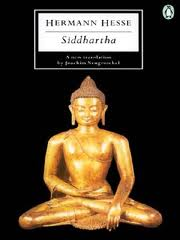 HERMANN HESSE
Siddhartha
A new translation
by Joachim Neugroschel